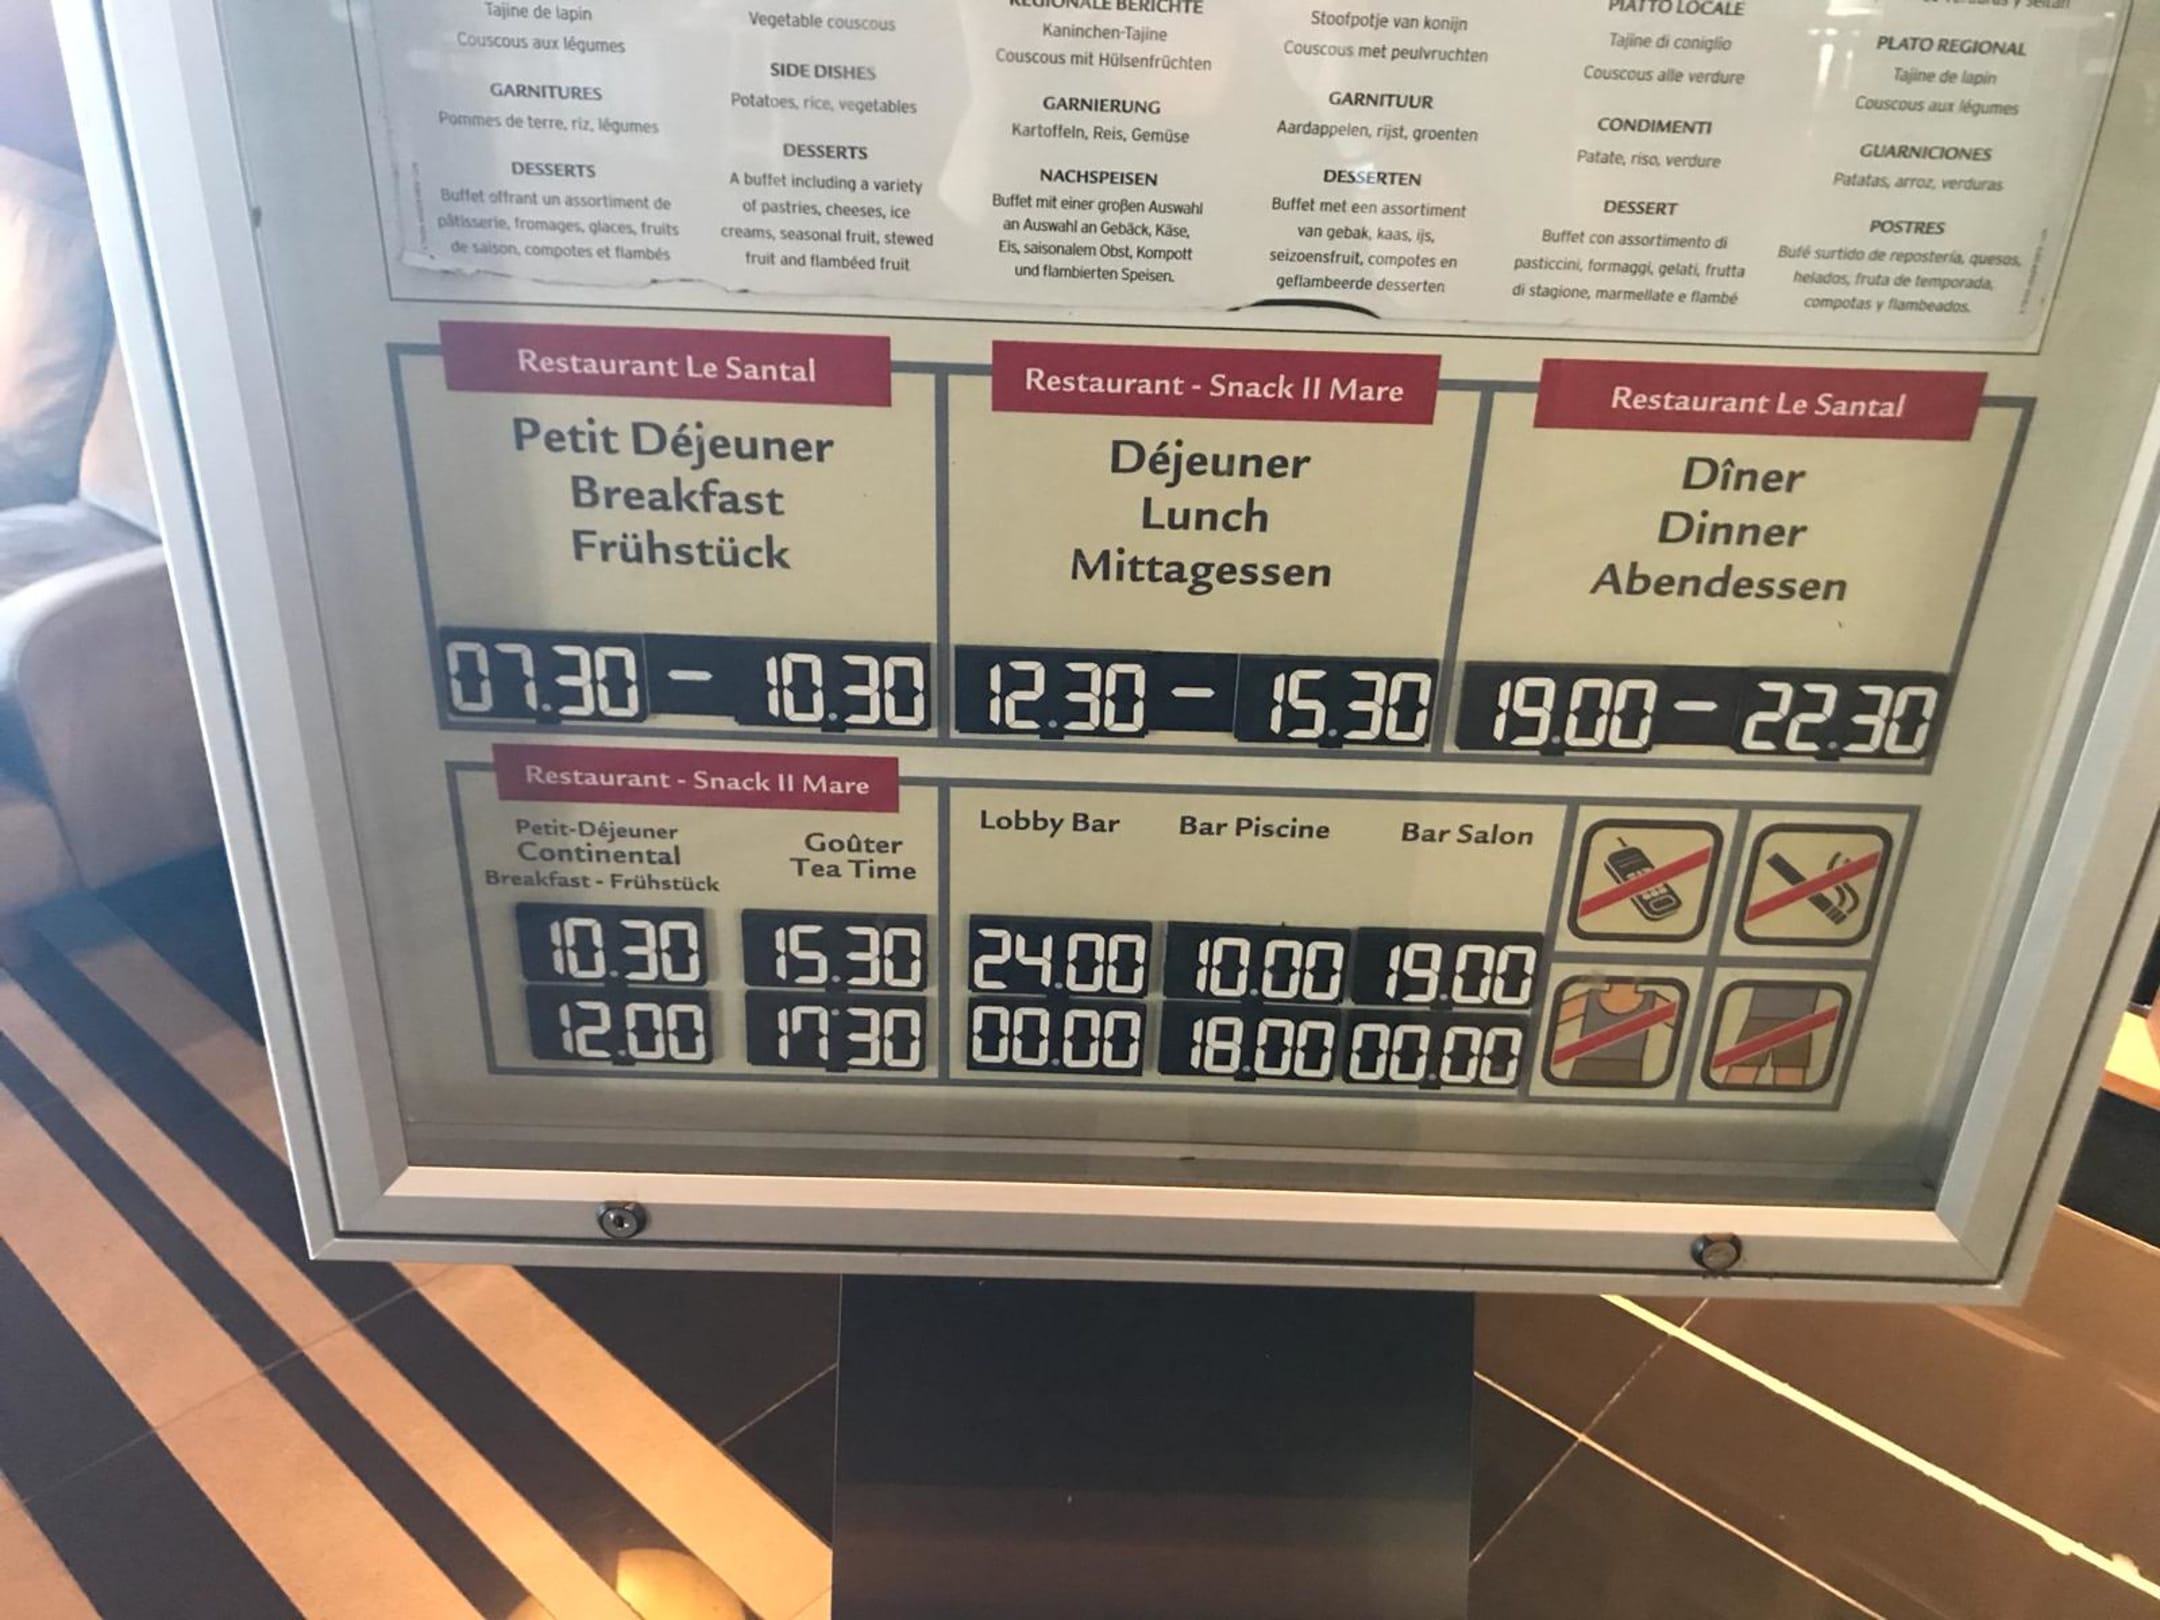 Tajine de lapin
Couscous aux légumes
GARNITURES
Pommes de terre, riz, légumes
DESSERTS
Buffet offrant un assortiment de
pâtisserie, fromages, glaces, fruits
de saison, compotes et flambés
Vegetable couscous
SIDE DISHES
Potatoes, rice, vegetables
DESSERTS
A buffet including a variety
of pastries, cheeses, ice
creams, seasonal fruit, stewed
fruit and flambéed fruit
REGIONALE BERICHTE
Kaninchen-Tajine
Couscous mit Hülsenfrüchten
GARNIERUNG
Kartoffeln, Reis, Gemüse
NACHSPEISEN
Buffet mit einer großen Auswahl
an Auswahl an Gebäck, Käse,
Eis, saisonalem Obst, Kompott
und flambierten Speisen.
Stoofpotje van konijn
Couscous met peulvruchten
GARNITUUR
Aardappelen, rijst, groenten
DESSERTEN
Buffet met een assortiment
van gebak, kaas, ijs,
seizoensfruit, compotes en
geflambeerde desserten
PIATTO LOCALE
Tajine di coniglio
Couscous alle verdure
CONDIMENTI
Patate, riso, verdure
DESSERT
Buffet con assortimento di
pasticcini, formaggi, gelati, frutta
di stagione, marmellate e flambé
y seitan
PLATO REGIONAL
Tajine de lapin
Couscous aux légumes
GUARNICIONES
Patatas, arroz, verduras
POSTRES
Bufé surtido de repostería, quesos,
helados, fruta de temporada,
compotas y flambeados.
Restaurant Le Santal
Petit Déjeuner
Breakfast
Frühstück
07.30 - 10.30
Restaurant - Snack II Mare
Déjeuner
Lunch
Mittagessen
12.30 - 15.30
Restaurant Le Santal
Dîner
Dinner
Abendessen
19.00 - 22.30
Restaurant - Snack II Mare
Petit-Déjeuner
Continental
Breakfast - Frühstück
10.30
12.00
Goûter
Tea Time
15.30
17.30
Lobby Bar
24.00
00.00
Bar Piscine
10.00
18.00
Bar Salon
19.00
00.00